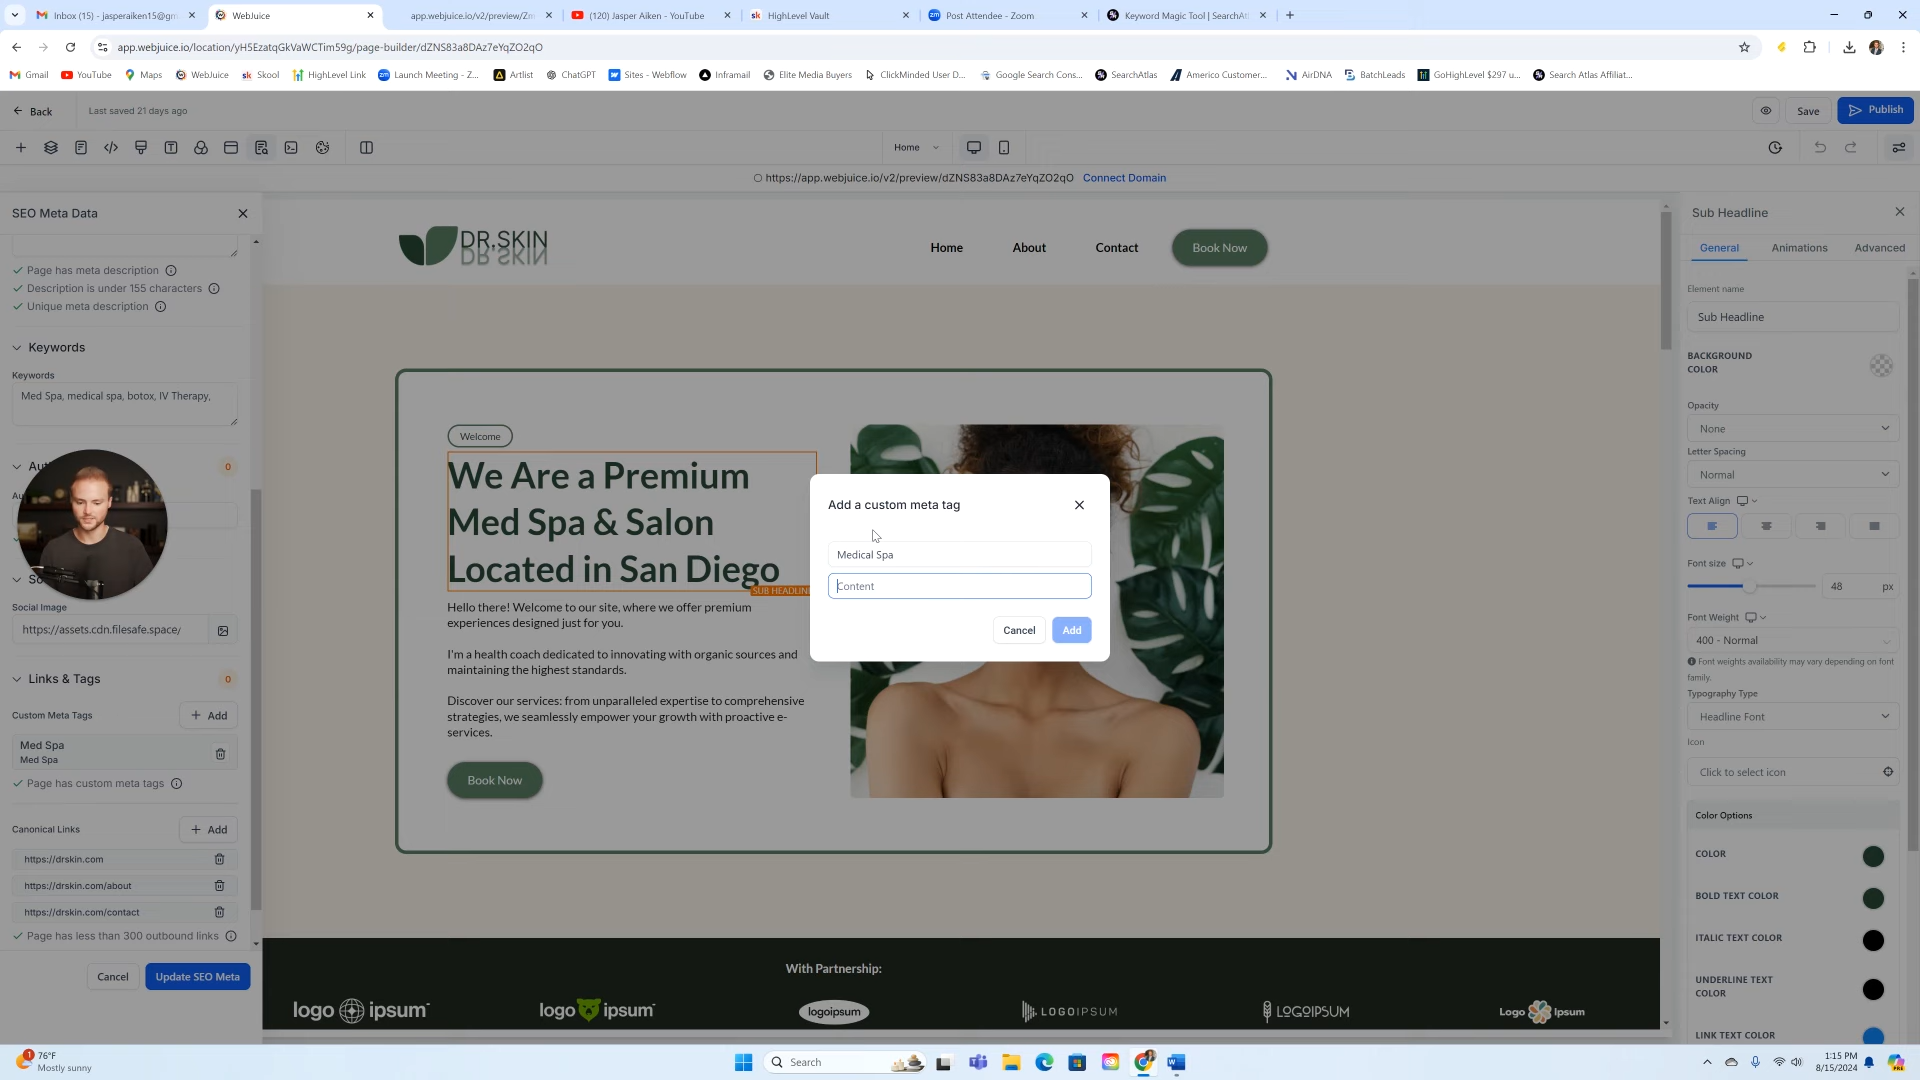 Inbox (15) - jasperaiken15@gm
WebJuice
app.webjuice.io/v2/preview/Zm
(120) Jasper Aiken - YouTube
HighLevel Vault
Post Attendee - Zoom
Keyword Magic Tool | SearchAt
app.webjuice.io/location/yH5EzatqGkVaWCTim59g/page-builder/dZNS83a8DAz7eYqZO2qO
Gmail
YouTube
Maps
WebJuice
Skool
HighLevel Link
Launch Meeting - Z...
Artlist
ChatGPT
Sites - Webflow
Inframail
Elite Media Buyers
ClickMinded User D...
Google Search Cons...
SearchAtlas
Americo Customer...
AirDNA
BatchLeads
GoHighLevel $297 u...
Search Atlas Affiliat...
Back
Last saved 21 days ago
Save
Publish
Home
https://app.webjuice.io/v2/preview/dZNS83a8DAz7eYqZO2qO Connect Domain
SEO Meta Data
Page has meta description
Description is under 155 characters
Unique meta description
Keywords
Keywords
Med Spa, medical spa, botox, IV Therapy,
0
Social Image
https://assets.cdn.filesafe.space/
Links & Tags
0
Custom Meta Tags
Add
Med Spa
Med Spa
Page has custom meta tags
Canonical Links
Add
https://drskin.com
https://drskin.com/about
https://drskin.com/contact
Page has less than 300 outbound links
Cancel
Update SEO Meta
DR.SKIN
Home
About
Contact
Book Now
Welcome
We Are a Premium
Med Spa & Salon
Located in San Diego
SUB HEADLIN
Hello there! Welcome to our site, where we offer premium
experiences designed just for you.
I'm a health coach dedicated to innovating with organic sources and
maintaining the highest standards.
Discover our services: from unparalleled expertise to comprehensive
strategies, we seamlessly empower your growth with proactive e-
services.
Book Now
Add a custom meta tag
Medical Spa
Content
Cancel
Add
With Partnership:
logo ipsum
logo ipsum
logoipsum
LOGOIPSUM
LOGOIPSUM
Logo Ipsum
Sub Headline
General
Animations
Advanced
Element name
Sub Headline
BACKGROUND
COLOR
Opacity
None
Letter Spacing
Normal
Text Align
Font size
48
px
Font Weight
400 - Normal
Font weights availability may vary depending on font
family.
Typography Type
Headline Font
Icon
Click to select icon
Color Options
COLOR
BOLD TEXT COLOR
ITALIC TEXT COLOR
UNDERLINE TEXT
COLOR
LINK TEXT COLOR
1
76°F
Mostly sunny
Search
1:15 PM
8/15/2024